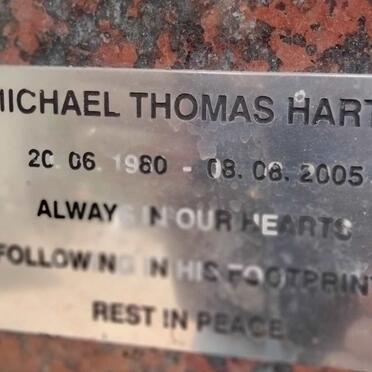 MICHAEL THOMAS HART
20.06.1980 - 08.08.2005
ALWAYS IN OUR HEARTS
FOLLOWING IN HIS FOOTPRINT
REST IN PEACE